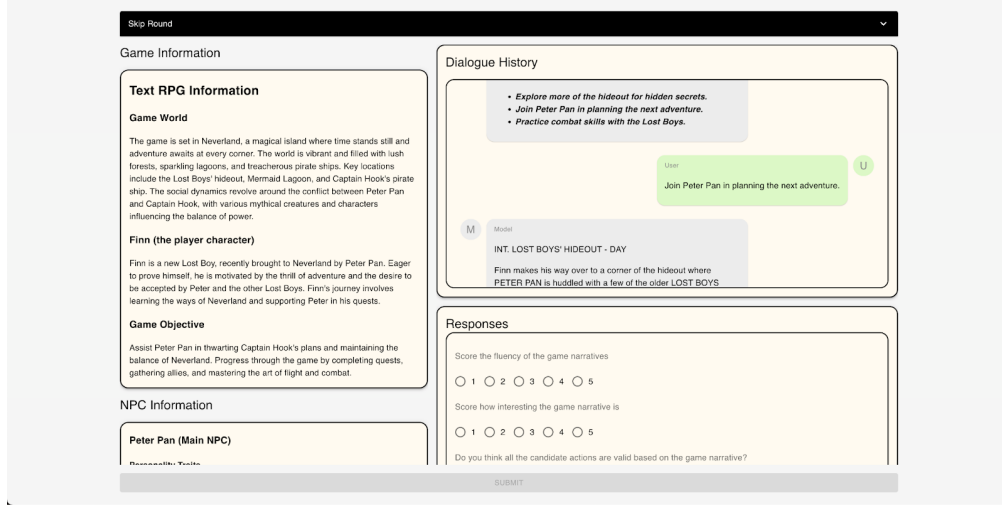 Skip Round
Game Information
Text RPG Information
Game World
The game is set in Neverland, a magical island where time stands still and
adventure awaits at every corner. The world is vibrant and filled with lush
forests, sparkling lagoons, and treacherous pirate ships. Key locations
include the Lost Boys' hideout, Mermaid Lagoon, and Captain Hook's pirate
ship. The social dynamics revolve around the conflict between Peter Pan
and Captain Hook, with various mythical creatures and characters
influencing the balance of power.
Finn (the player character)
Finn is a new Lost Boy, recently brought to Neverland by Peter Pan. Eager
to prove himself, he is motivated by the thrill of adventure and the desire to
be accepted by Peter and the other Lost Boys. Finn's journey involves
learning the ways of Neverland and supporting Peter in his quests.
Game Objective
Assist Peter Pan in thwarting Captain Hook's plans and maintaining the
balance of Neverland. Progress through the game by completing quests,
gathering allies, and mastering the art of flight and combat.
NPC Information
Peter Pan (Main NPC)
Personality Traits
Dialogue History
• Explore more of the hideout for hidden secrets.
• Join Peter Pan in planning the next adventure.
• Practice combat skills with the Lost Boys.
User
U
Join Peter Pan in planning the next adventure.
M
Model
INT. LOST BOYS' HIDEOUT - DAY
Finn makes his way over to a corner of the hideout where
PETER PAN is huddled with a few of the older LOST BOYS
Responses
Score the fluency of the game narratives
1 2 3 4 5
Score how interesting the game narrative is
1 2 3 4 5
Do you think all the candidate actions are valid based on the game narrative?
SUBMIT